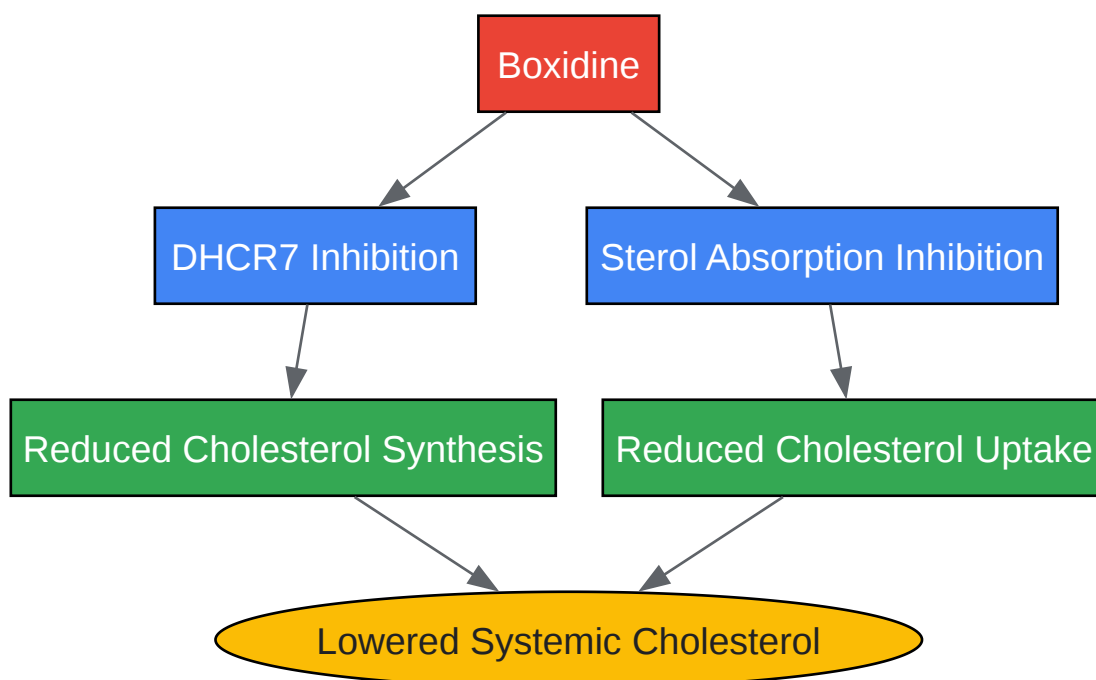 Boxidine
DHCR7 Inhibition
Sterol Absorption Inhibition
Reduced Cholesterol Synthesis
Reduced Cholesterol Uptake
Lowered Systemic Cholesterol